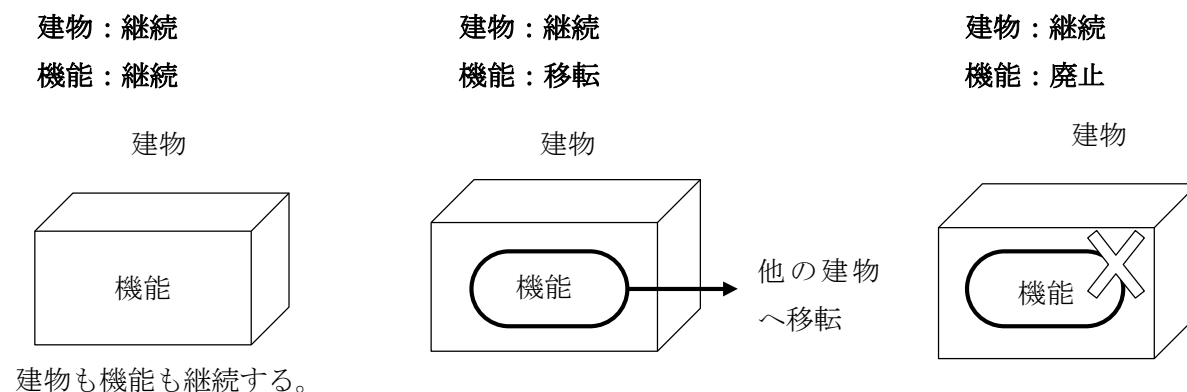 建物：継続
機能：継続
建物
機能
建物も機能も継続する。
建物：継続
機能：移転
建物
機能
他の建物
へ移転
建物：継続
機能：廃止
建物
機能